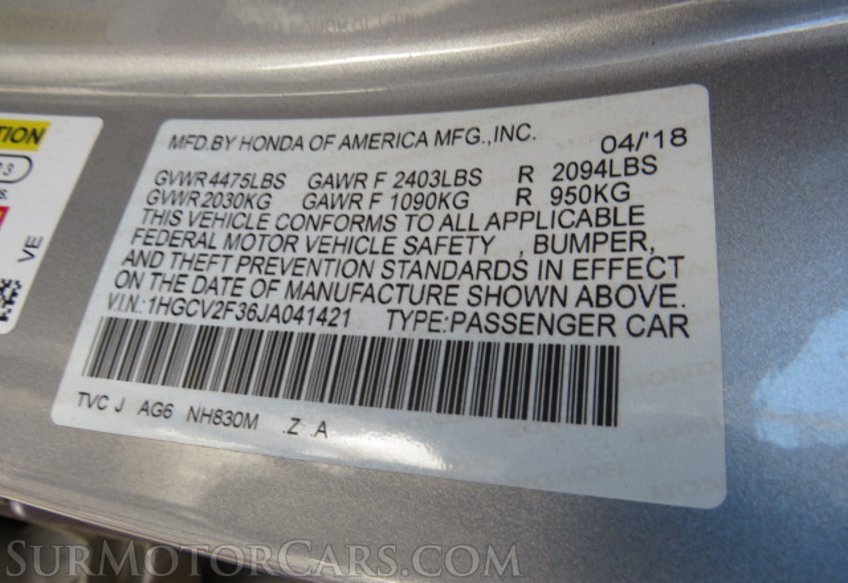 MFD.BY HONDA OF AMERICA MFG.,INC. 04/'18
GVWR 4475LBS GAWR F 2403LBS R 2094LBS
GVWR 2030KG GAWR F 1090KG R 950KG
THIS VEHICLE CONFORMS TO ALL APPLICABLE
FEDERAL MOTOR VEHICLE SAFETY , BUMPER,
AND THEFT PREVENTION STANDARDS IN EFFECT
ON THE DATE OF MANUFACTURE SHOWN ABOVE.
V.I.N.: 1HGCV2F36JA041421 TYPE:PASSENGER CAR
TVC J AG6 NH830M .Z .A
VE
SurMotorCars.com